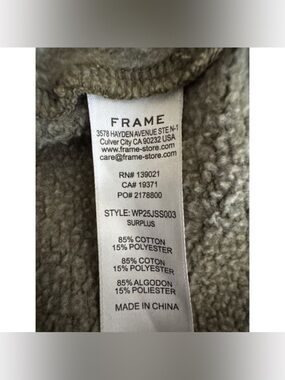 FRAME
3578 HAYDEN AVENUE STE N-1
Culver City CA 90232 USA
www.frame-store.com
care@frame-store.com
RN# 139021
CA# 19371
PO# 2178800
STYLE: WP25JSS003
SURPLUS
85% COTTON
15% POLYESTER
85% COTON
15% POLYESTER
85% ALGODON
15% POLIESTER
MADE IN CHINA